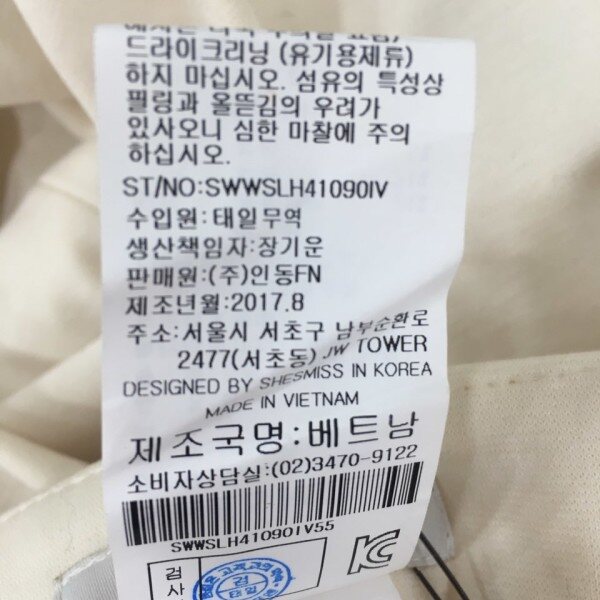 드라이크리닝 (유기용제류)
하지 마십시오. 섬유의 특성상
필링과 올뜯김의 우려가
있사오니 심한 마찰에 주의
하십시오.
ST/NO:SWWSLH41090IV
수입원:태일무역
생산책임자:장기운
판매원:(주)인동FN
제조년월:2017.8
주소:서울시 서초구 남부순환로
2477(서초동) JW TOWER
DESIGNED BY SHESMISS IN KOREA
MADE IN VIETNAM
제조국명:베트남
소비자상담실:(02)3470-9122
SWWSLH41090IV55
검사
검
태일